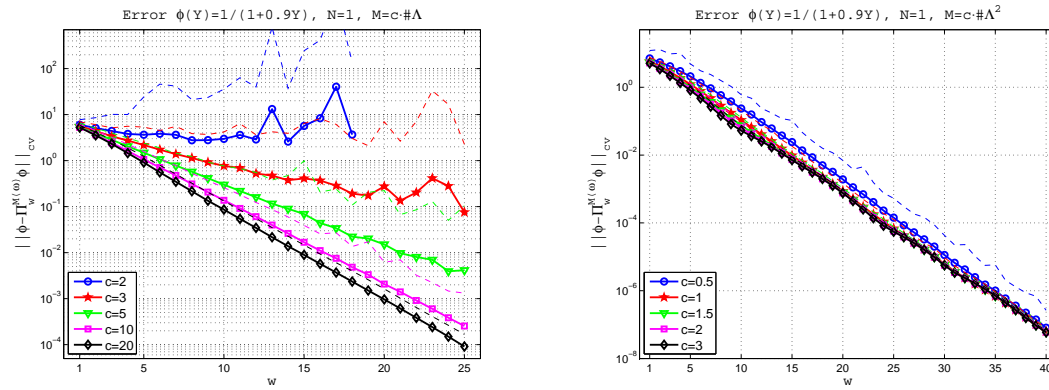 Error ϕ(Y)=1/(1+0.9Y), N=1, M=c·#Λ
10²
10¹
10⁰
10⁻¹
10⁻²
10⁻³
10⁻⁴
||ϕ-Π_w^{M(ω)}ϕ||_cv
c=2
c=3
c=5
c=10
c=20
1 5 10 15 20 25
w
Error ϕ(Y)=1/(1+0.9Y), N=1, M=c·#Λ²
10⁰
10⁻²
10⁻⁴
10⁻⁶
10⁻⁸
||ϕ-Π_w^{M(ω)}ϕ||_cv
c=0.5
c=1
c=1.5
c=2
c=3
1 5 10 15 20 25 30 35 40
w